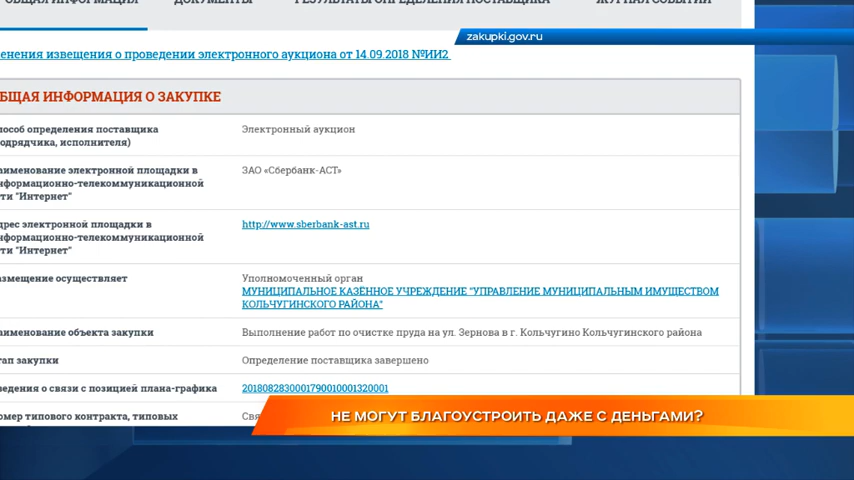 ОБЩАЯ ИНФОРМАЦИЯ ДОКУМЕНТЫ РЕЗУЛЬТАТЫ ОПРЕДЕЛЕНИЯ ПОСТАВЩИКА ЖУРНАЛ СОБЫТИЙ
zakupki.gov.ru
енения извещения о проведении электронного аукциона от 14.09.2018 №ИИ2
БЩАЯ ИНФОРМАЦИЯ О ЗАКУПКЕ
пособ определения поставщика
одрядчика, исполнителя)
Электронный аукцион
аименование электронной площадки в
нформационно-телекоммуникационной
ти "Интернет"
ЗАО «Сбербанк-АСТ»
дрес электронной площадки в
нформационно-телекоммуникационной
ти "Интернет"
http://www.sberbank-ast.ru
азмещение осуществляет
Уполномоченный орган
МУНИЦИПАЛЬНОЕ КАЗЁННОЕ УЧРЕЖДЕНИЕ "УПРАВЛЕНИЕ МУНИЦИПАЛЬНЫМ ИМУЩЕСТВОМ
КОЛЬЧУГИНСКОГО РАЙОНА"
аименование объекта закупки
Выполнение работ по очистке пруда на ул. Зернова в г. Кольчугино Кольчугинского района
тап закупки
Определение поставщика завершено
ведения о связи с позицией плана-графика
2018082830001790010001320001
омер типового контракта, типовых
Свя
НЕ МОГУТ БЛАГОУСТРОИТЬ ДАЖЕ С ДЕНЬГАМИ?